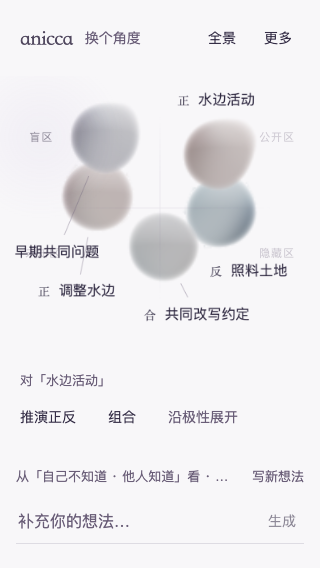 anicca 换个角度 全景 更多
正 水边活动
盲区 公开区
早期共同问题
隐藏区
反 照料土地
正 调整水边
合 共同改写约定
对「水边活动」
推演正反 组合 沿极性展开
从「自己不知道 · 他人知道」看 · … 写新想法
补充你的想法… 生成